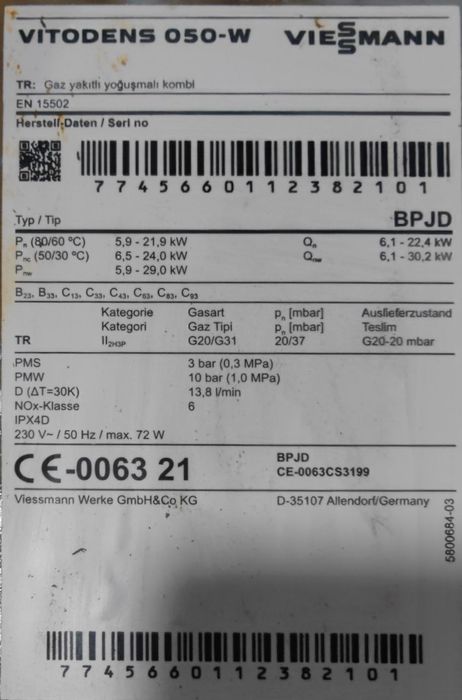 VITODENS 050-W VIESSMANN
TR: Gaz yakıtlı yoğuşmalı kombi
EN 15502
Herstell-Daten / Seri no
7745660112382101
Typ / Tip BPJD
Pn (80/60 °C) 5,9 - 21,9 kW Qn 6,1 - 22,4 kW
Pnc (50/30 °C) 6,5 - 24,0 kW Qnw 6,1 - 30,2 kW
Pnw 5,9 - 29,0 kW
B23, B33, C13, C33, C43, C63, C83, C93
Kategorie Gasart pn [mbar] Auslieferzustand
Kategori Gaz Tipi pn [mbar] Teslim
TR II2H3P G20/G31 20/37 G20-20 mbar
PMS 3 bar (0,3 MPa)
PMW 10 bar (1,0 MPa)
D (ΔT=30K) 13,8 l/min
NOx-Klasse 6
IPX4D
230 V~ / 50 Hz / max. 72 W
CE-0063 21 BPJD
CE-0063CS3199
Viessmann Werke GmbH&Co KG D-35107 Allendorf/Germany
5800684-03
7745660112382101